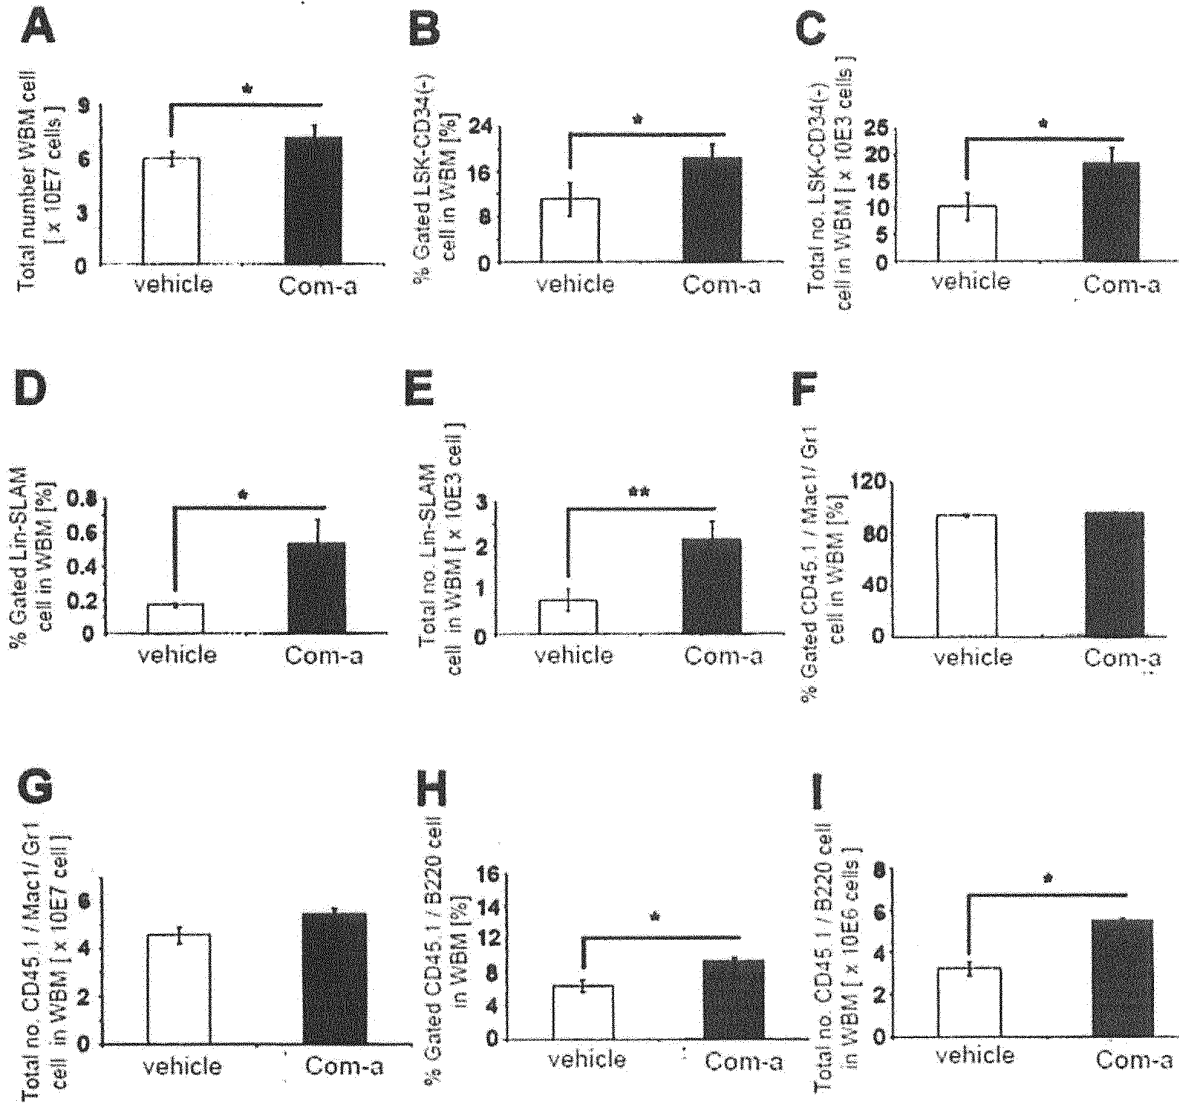 A
Total number WBM cell
[ x 10E7 cells ]
9
6
3
0
*
vehicle
Com-a
B
% Gated LSK-CD34(-)
cell in WBM [%]
24
16
8
0
*
vehicle
Com-a
C
Total no. LSK-CD34(-)
cell in WBM [ x 10E3 cells ]
25
20
15
10
5
0
*
vehicle
Com-a
D
% Gated Lin-SLAM
cell in WBM [%]
0.8
0.6
0.4
0.2
0
*
vehicle
Com-a
E
Total no. Lin-SLAM
cell in WBM [ x 10E3 cell ]
3
2
1
0
**
vehicle
Com-a
F
% Gated CD45.1 / Mac1/ Gr1
cell in WBM [%]
120
80
40
0
vehicle
Com-a
G
Total no. CD45.1 / Mac1/ Gr1
cell in WBM [ x 10E7 cell ]
6
4
2
0
vehicle
Com-a
H
% Gated CD45.1 / B220 cell
in WBM [%]
16
14
12
8
4
0
*
vehicle
Com-a
I
Total no. CD45.1 / B220 cell
in WBM [ x 10E6 cells ]
8
6
4
2
0
*
vehicle
Com-a